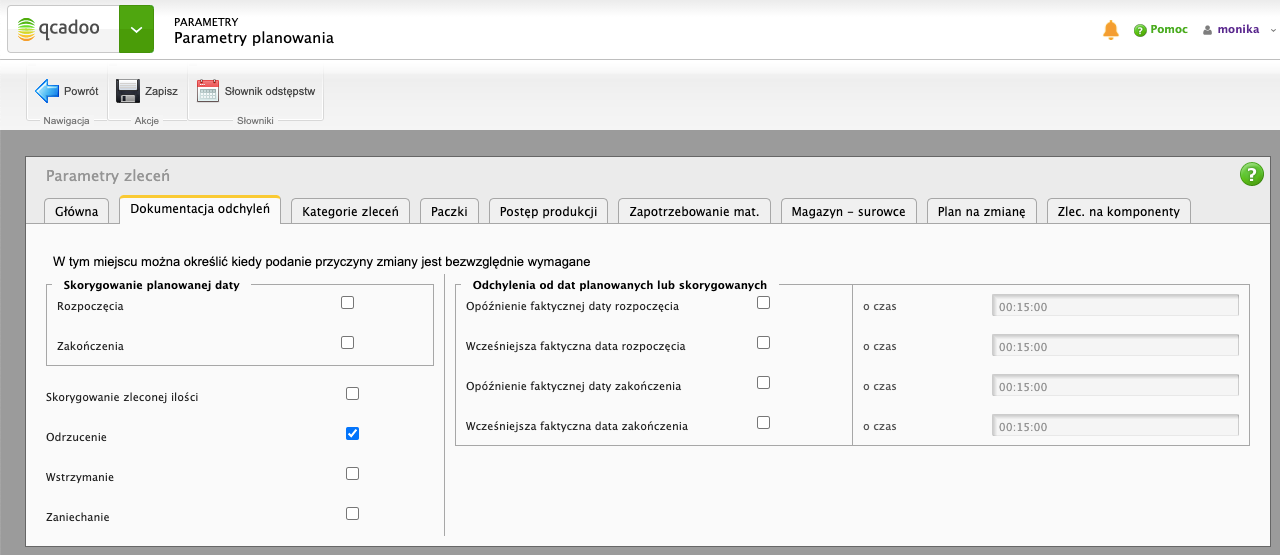 qcadoo
PARAMETRY
Parametry planowania
Pomoc
monika
Powrót
Zapisz
Słownik odstępstw
Nawigacja
Akcje
Słowniki
Parametry zleceń
Główna
Dokumentacja odchyleń
Kategorie zleceń
Paczki
Postęp produkcji
Zapotrzebowanie mat.
Magazyn - surowce
Plan na zmianę
Zlec. na komponenty
W tym miejscu można określić kiedy podanie przyczyny zmiany jest bezwzględnie wymagane
Skorygowanie planowanej daty
Rozpoczęcia
Zakończenia
Skorygowanie zleconej ilości
Odrzucenie
Wstrzymanie
Zaniechanie
Odchylenia od dat planowanych lub skorygowanych
Opóźnienie faktycznej daty rozpoczęcia
o czas
00:15:00
Wcześniejsza faktyczna data rozpoczęcia
o czas
00:15:00
Opóźnienie faktycznej daty zakończenia
o czas
00:15:00
Wcześniejsza faktyczna data zakończenia
o czas
00:15:00